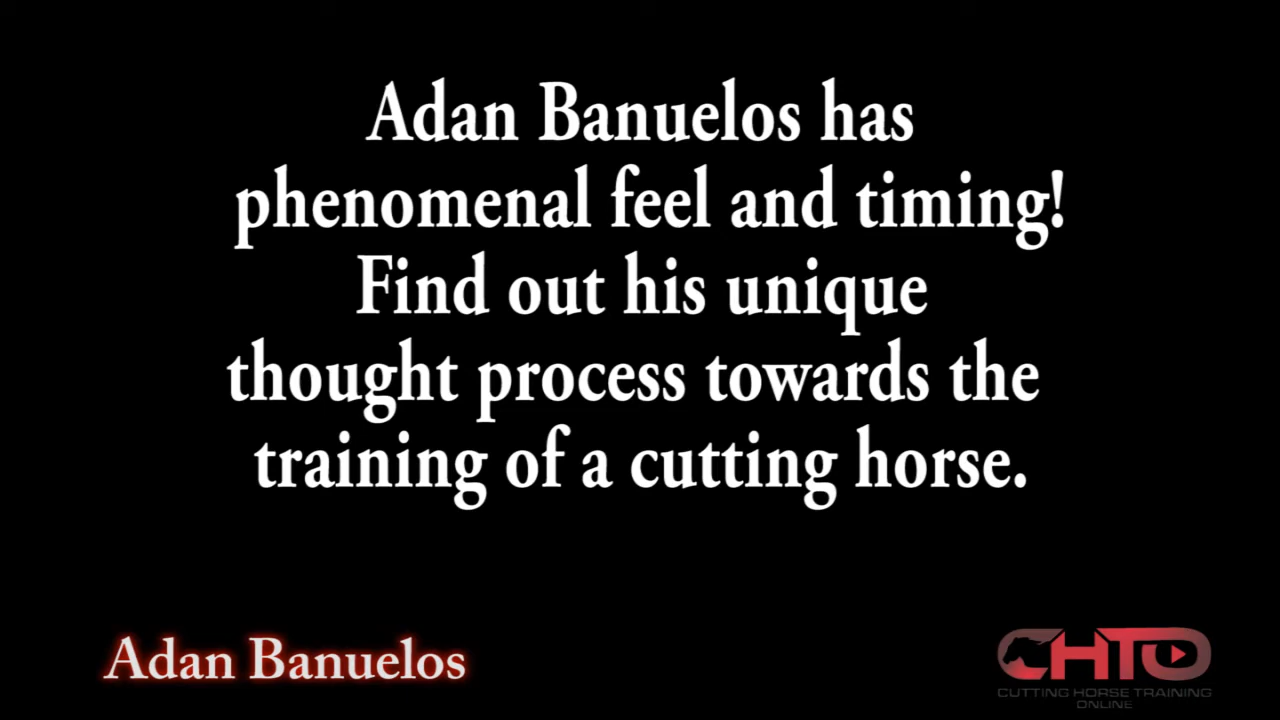 Adan Banuelos has
phenomenal feel and timing!
Find out his unique
thought process towards the
training of a cutting horse.
Adan Banuelos
CHTO
CUTTING HORSE TRAINING
ONLINE